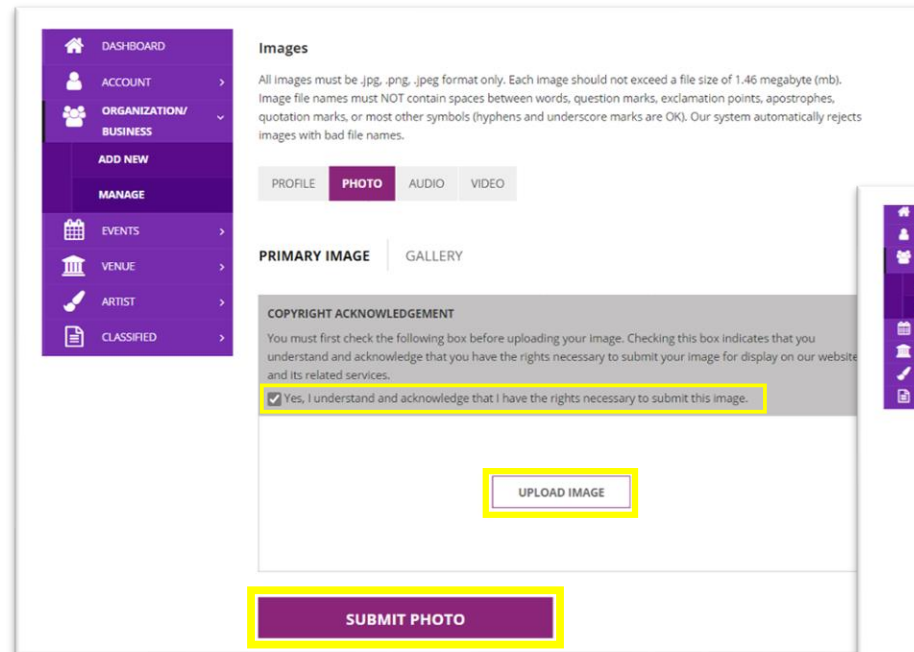 DASHBOARD
ACCOUNT
ORGANIZATION/
BUSINESS
ADD NEW
MANAGE
EVENTS
VENUE
ARTIST
CLASSIFIED
Images
All images must be .jpg, .png, .jpeg format only. Each image should not exceed a file size of 1.46 megabyte (mb).
Image file names must NOT contain spaces between words, question marks, exclamation points, apostrophes,
quotation marks, or most other symbols (hyphens and underscore marks are OK). Our system automatically rejects
images with bad file names.
PROFILE PHOTO AUDIO VIDEO
PRIMARY IMAGE GALLERY
COPYRIGHT ACKNOWLEDGEMENT
You must first check the following box before uploading your image. Checking this box indicates that you
understand and acknowledge that you have the rights necessary to submit your image for display on our website
and its related services.
Yes, I understand and acknowledge that I have the rights necessary to submit this image.
UPLOAD IMAGE
SUBMIT PHOTO